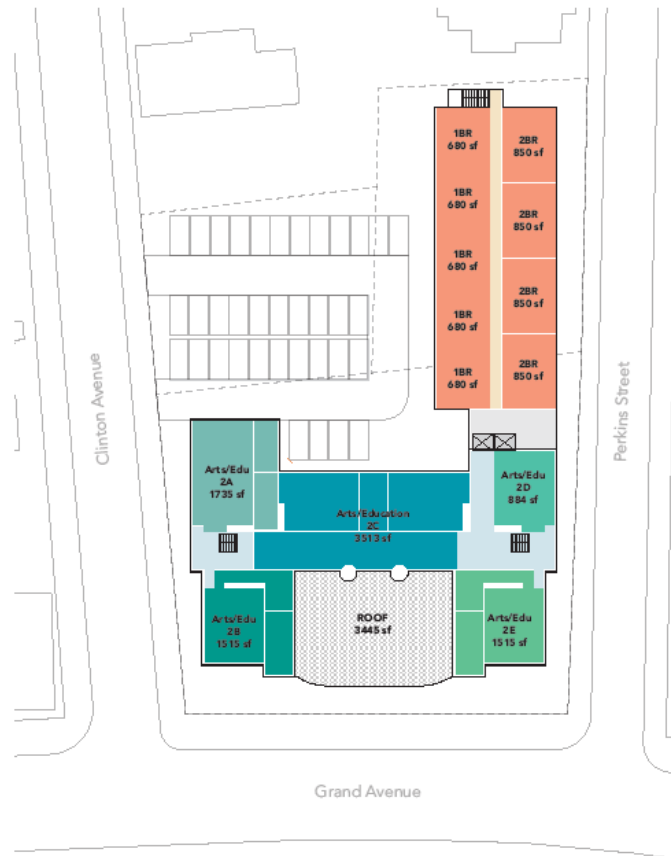 1BR
680 sf
2BR
850 sf
1BR
680 sf
2BR
850 sf
1BR
680 sf
2BR
850 sf
1BR
680 sf
2BR
850 sf
1BR
680 sf
Clinton Avenue
Perkins Street
Arts/Edu
2A
1735 sf
Arts/Education
2C
3513 sf
Arts/Edu
2D
884 sf
Arts/Edu
2B
1515 sf
ROOF
3445 sf
Arts/Edu
2E
1515 sf
Grand Avenue